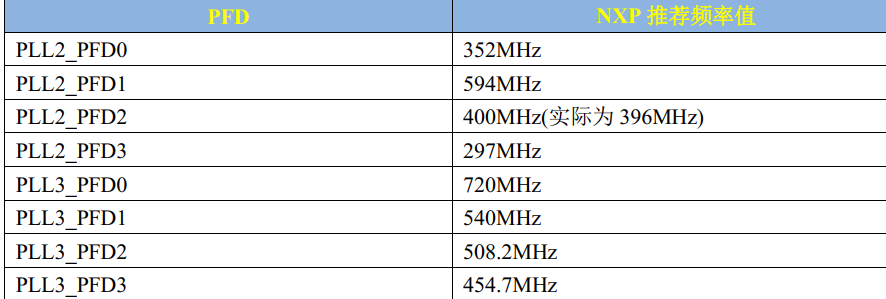 PFD NXP 推荐频率值
PLL2_PFD0 352MHz
PLL2_PFD1 594MHz
PLL2_PFD2 400MHz(实际为 396MHz)
PLL2_PFD3 297MHz
PLL3_PFD0 720MHz
PLL3_PFD1 540MHz
PLL3_PFD2 508.2MHz
PLL3_PFD3 454.7MHz